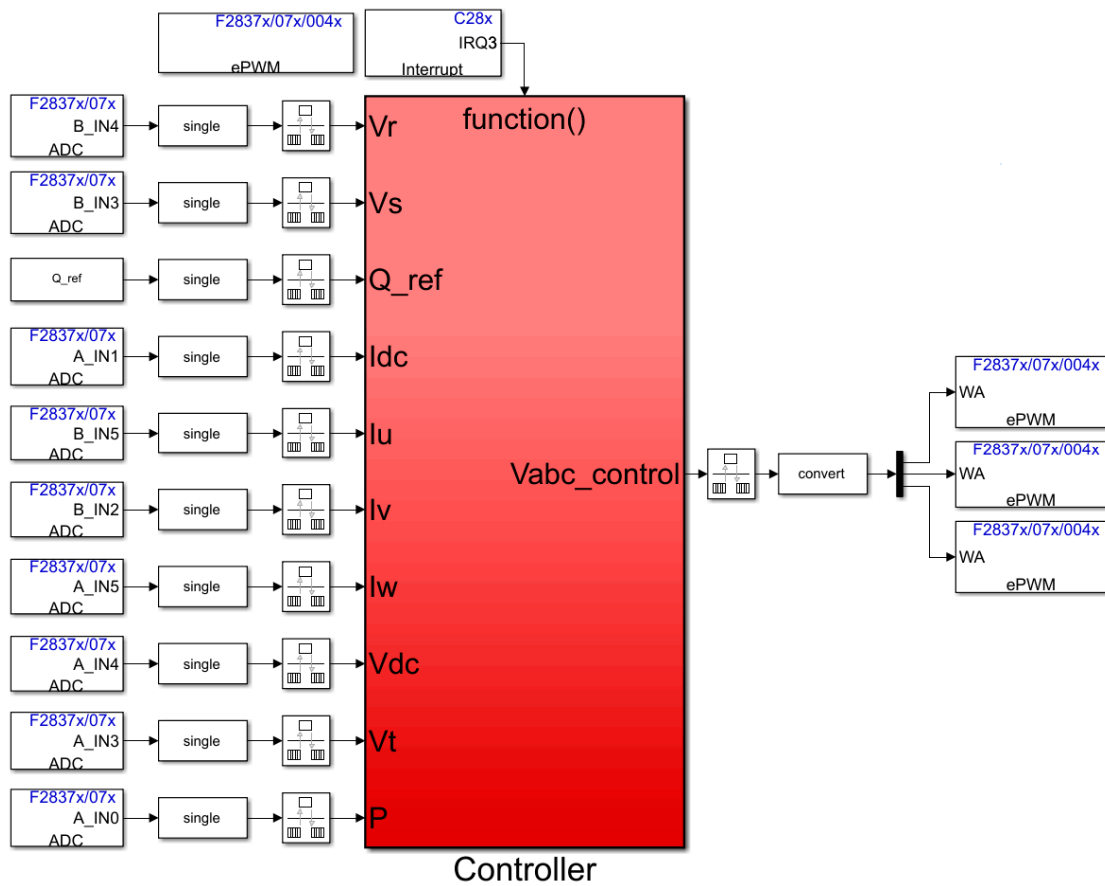 F2837x/07x/004x
ePWM
C28x
IRQ3
Interrupt
function()
F2837x/07x
B_IN4
ADC
single
Vr
F2837x/07x
B_IN3
ADC
single
Vs
Q_ref
single
Q_ref
F2837x/07x
A_IN1
ADC
single
Idc
F2837x/07x
B_IN5
ADC
single
Iu
F2837x/07x
B_IN2
ADC
single
Iv
F2837x/07x
A_IN5
ADC
single
Iw
F2837x/07x
A_IN4
ADC
single
Vdc
F2837x/07x
A_IN3
ADC
single
Vt
F2837x/07x
A_IN0
ADC
single
P
Vabc_control
convert
F2837x/07x/004x
WA
ePWM
F2837x/07x/004x
WA
ePWM
F2837x/07x/004x
WA
ePWM
Controller